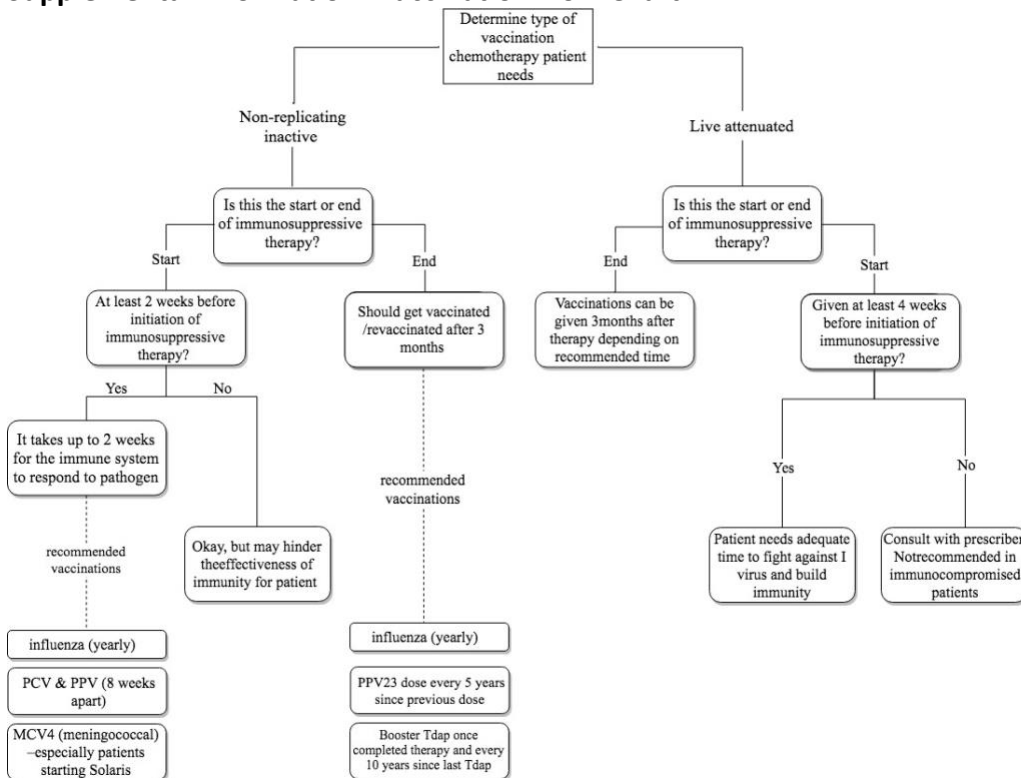 Determine type of
vaccination
chemotherapy patient
needs
Non-replicating
inactive
Live attenuated
Is this the start or end
of immunosuppressive
therapy?
Is this the start or end
of immunosuppressive
therapy?
Start
End
End
Start
At least 2 weeks before
initiation of
immunosuppressive
therapy?
Should get vaccinated
/revaccinated after 3
months
Vaccinations can be
given 3months after
therapy depending on
recommended time
Given at least 4 weeks
before initiation of
immunosuppressive
therapy?
Yes
No
It takes up to 2 weeks
for the immune system
to respond to pathogen
recommended
vaccinations
Yes
No
recommended
vaccinations
Okay, but may hinder
theeffectiveness of
immunity for patient
Patient needs adequate
time to fight against I
virus and build
immunity
Consult with prescriber
Notrecommended in
immunocompromised
patients
influenza (yearly)
PCV & PPV (8 weeks
apart)
MCV4 (meningococcal)
–especially patients
starting Solaris
influenza (yearly)
PPV23 dose every 5 years
since previous dose
Booster Tdap once
completed therapy and every
10 years since last Tdap